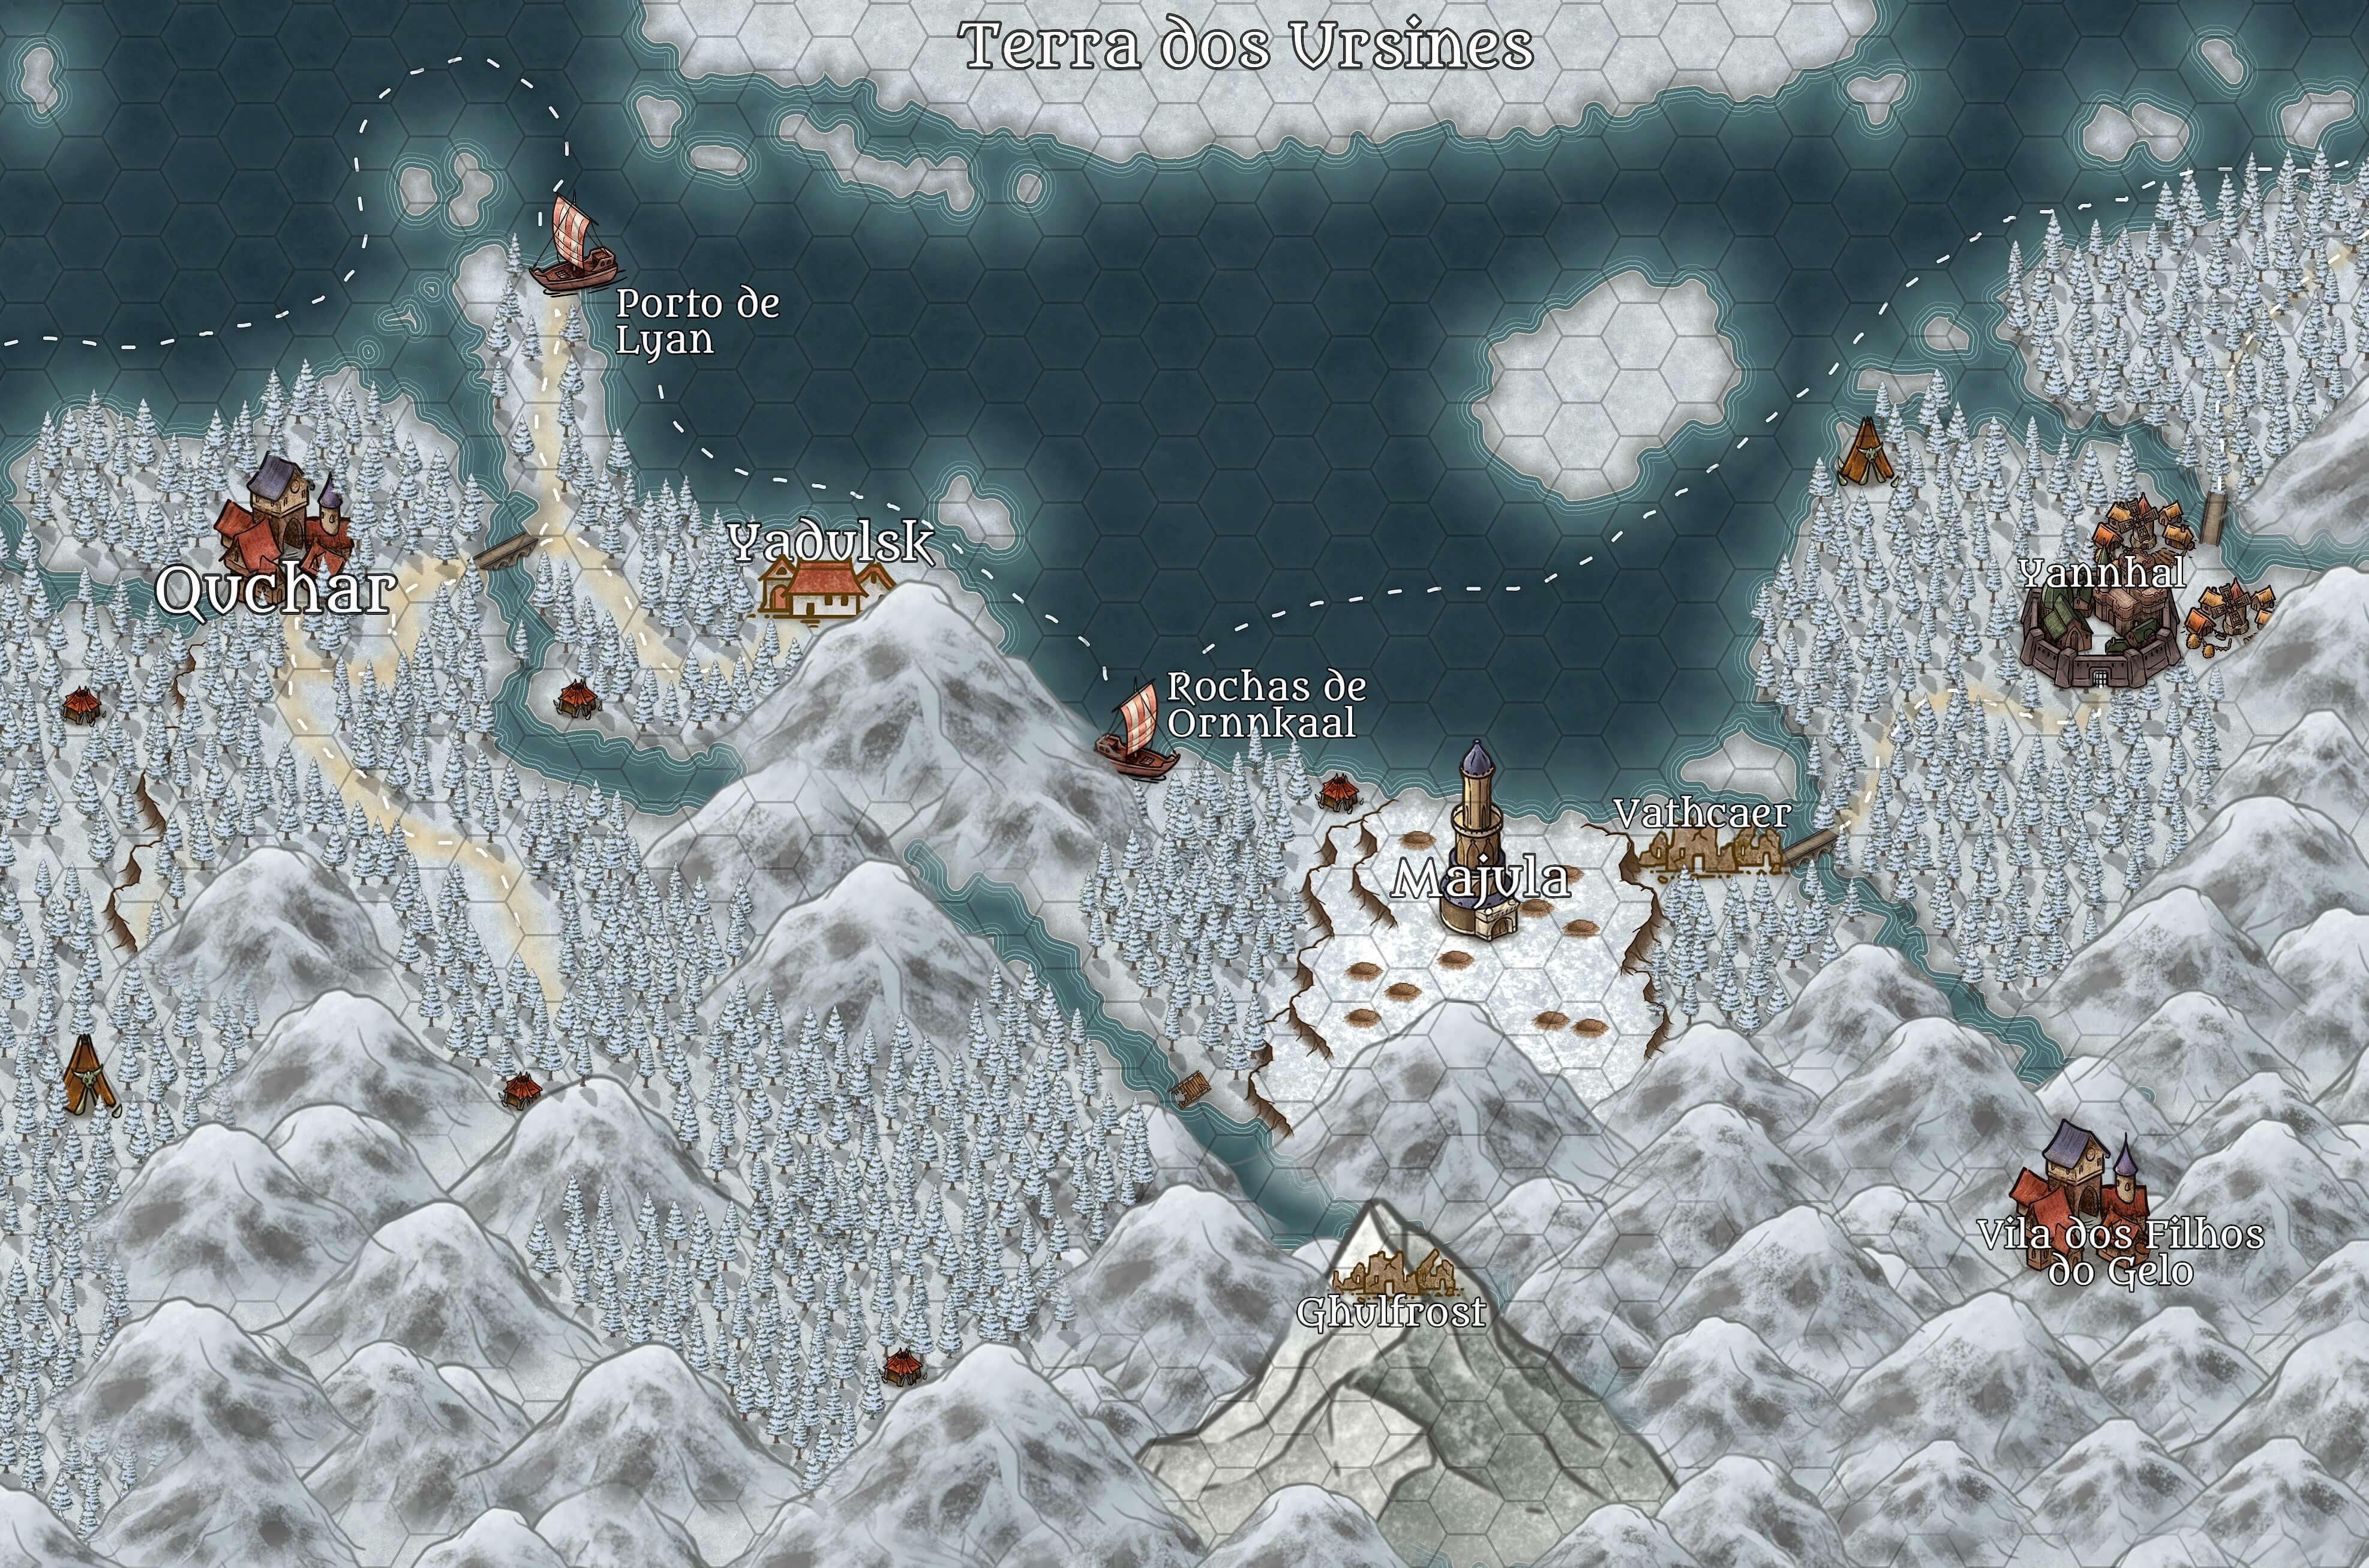 Terra dos Ursines
Porto de
Lyan
Yadulsk
Quchar
Yannhal
Rochas de
Ornnkaal
Vathcaer
Majula
Vila dos Filhos
do Gelo
Ghulfrost